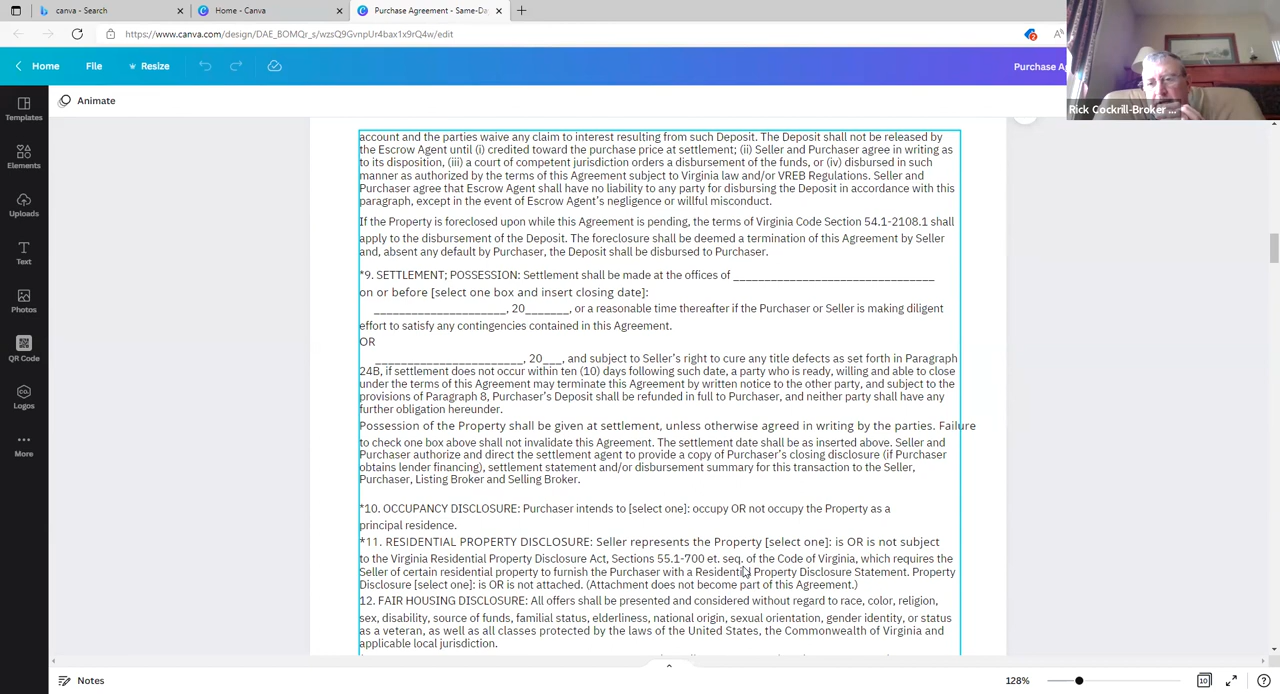 canva - Search
Home - Canva
Purchase Agreement - Same-Da
https://www.canva.com/design/DAE_BOMQr_s/wzsQ9GvnpUr4bax1x9rQ4w/edit
2
Home
File
Resize
Purchase Ag
Rick Cockrill-Broker ...
Templates
Elements
Uploads
Text
Photos
QR Code
CO.
Logos
More
Animate
account and the parties waive any claim to interest resulting from such Deposit. The Deposit shall not be released by
the Escrow Agent until (i) credited toward the purchase price at settlement; (ii) Seller and Purchaser agree in writing as
to its disposition, (iii) a court of competent jurisdiction orders a disbursement of the funds, or (iv) disbursed in such
manner as authorized by the terms of this Agreement subject to Virginia law and/or VREB Regulations. Seller and
Purchaser agree that Escrow Agent shall have no liability to any party for disbursing the Deposit in accordance with this
paragraph, except in the event of Escrow Agent's negligence or willful misconduct.
If the Property is foreclosed upon while this Agreement is pending, the terms of Virginia Code Section 54.1-2108.1 shall
apply to the disbursement of the Deposit. The foreclosure shall be deemed a termination of this Agreement by Seller
and, absent any default by Purchaser, the Deposit shall be disbursed to Purchaser.
*9. SETTLEMENT; POSSESSION: Settlement shall be made at the offices of ________________________________
on or before [select one box and insert closing date]:
_____________________, 20_______, or a reasonable time thereafter if the Purchaser or Seller is making diligent
effort to satisfy any contingencies contained in this Agreement.
OR
________________________, 20___, and subject to Seller's right to cure any title defects as set forth in Paragraph
24B, if settlement does not occur within ten (10) days following such date, a party who is ready, willing and able to close
under the terms of this Agreement may terminate this Agreement by written notice to the other party, and subject to the
provisions of Paragraph 8, Purchaser's Deposit shall be refunded in full to Purchaser, and neither party shall have any
further obligation hereunder.
Possession of the Property shall be given at settlement, unless otherwise agreed in writing by the parties. Failure
to check one box above shall not invalidate this Agreement. The settlement date shall be as inserted above. Seller and
Purchaser authorize and direct the settlement agent to provide a copy of Purchaser's closing disclosure (if Purchaser
obtains lender financing), settlement statement and/or disbursement summary for this transaction to the Seller,
Purchaser, Listing Broker and Selling Broker.
*10. OCCUPANCY DISCLOSURE: Purchaser intends to [select one]: occupy OR not occupy the Property as a
principal residence.
*11. RESIDENTIAL PROPERTY DISCLOSURE: Seller represents the Property [select one]: is OR is not subject
to the Virginia Residential Property Disclosure Act, Sections 55.1-700 et. seq. of the Code of Virginia, which requires the
Seller of certain residential property to furnish the Purchaser with a Residential Property Disclosure Statement. Property
Disclosure [select one]: is OR is not attached. (Attachment does not become part of this Agreement.)
12. FAIR HOUSING DISCLOSURE: All offers shall be presented and considered without regard to race, color, religion,
sex, disability, source of funds, familial status, elderliness, national origin, sexual orientation, gender identity, or status
as a veteran, as well as all classes protected by the laws of the United States, the Commonwealth of Virginia and
applicable local jurisdiction.
Notes
128%
10